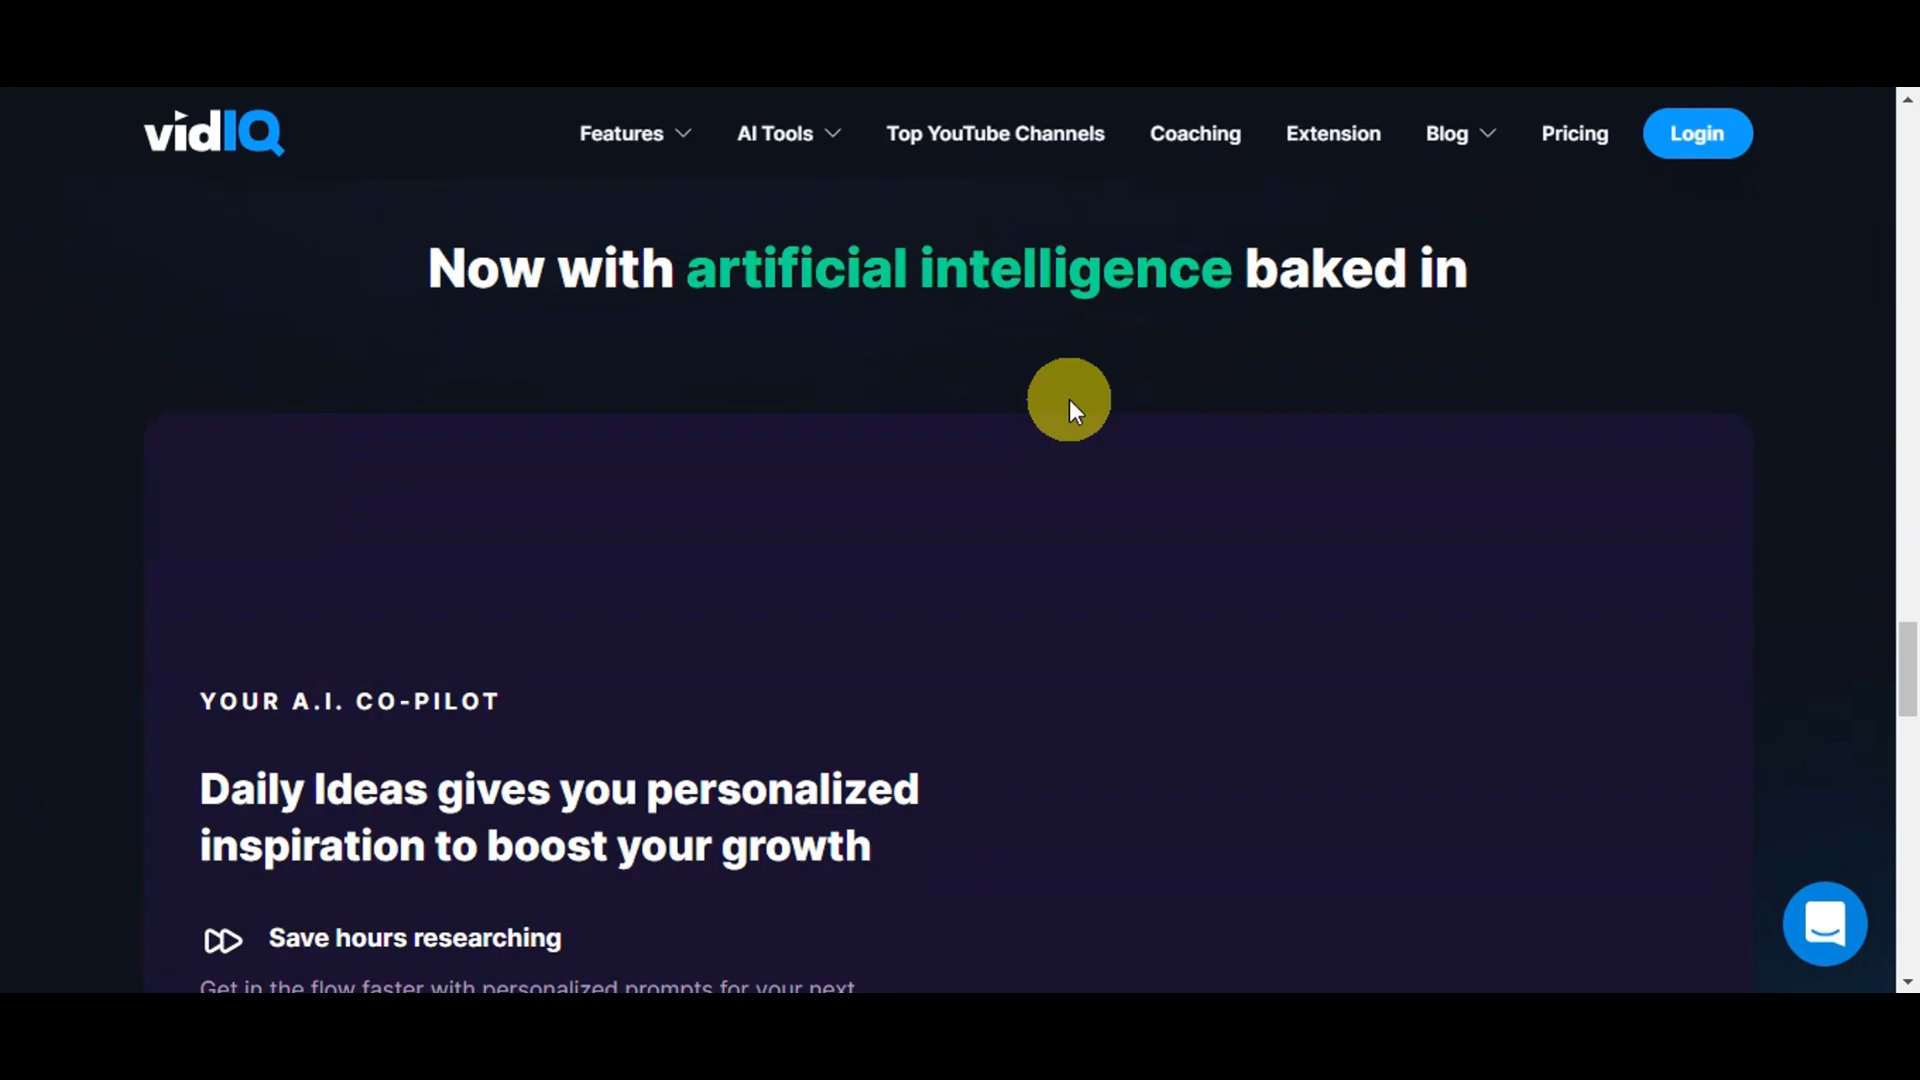 vidIQ
Features AI Tools Top YouTube Channels Coaching Extension Blog Pricing Login
Now with artificial intelligence baked in
YOUR A.I. CO-PILOT
Daily Ideas gives you personalized
inspiration to boost your growth
Save hours researching
Get in the flow faster with personalized prompts for your next